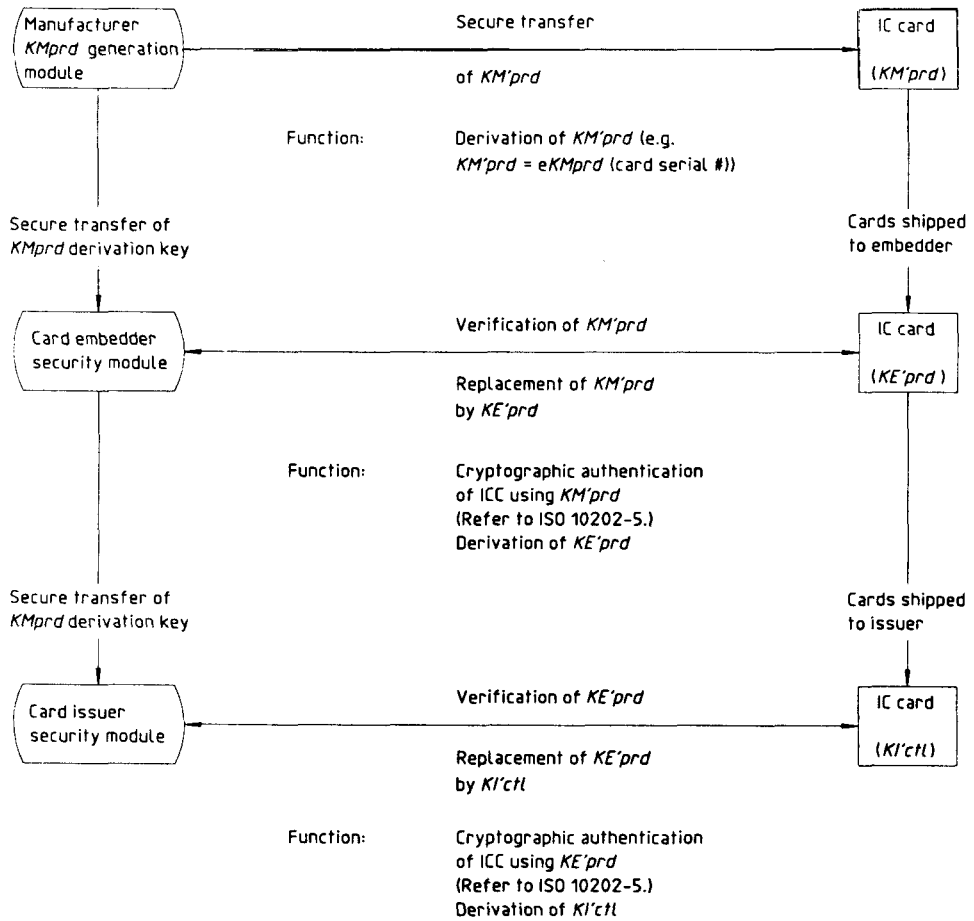 Manufacturer
KMprd generation
module
Secure transfer
of KM'prd
IC card
(KM'prd)
Function:
Derivation of KM'prd (e.g.
KM'prd = eKMprd (card serial #))
Secure transfer of
KMprd derivation key
Cards shipped
to embedder
Card embedder
security module
Verification of KM'prd
Replacement of KM'prd
by KE'prd
IC card
(KE'prd)
Function:
Cryptographic authentication
of ICC using KM'prd
(Refer to ISO 10202-5.)
Derivation of KE'prd
Secure transfer of
KMprd derivation key
Cards shipped
to issuer
Card issuer
security module
Verification of KE'prd
Replacement of KE'prd
by KI'ctl
IC card
(KI'ctl)
Function:
Cryptographic authentication
of ICC using KE'prd
(Refer to ISO 10202-5.)
Derivation of KI'ctl